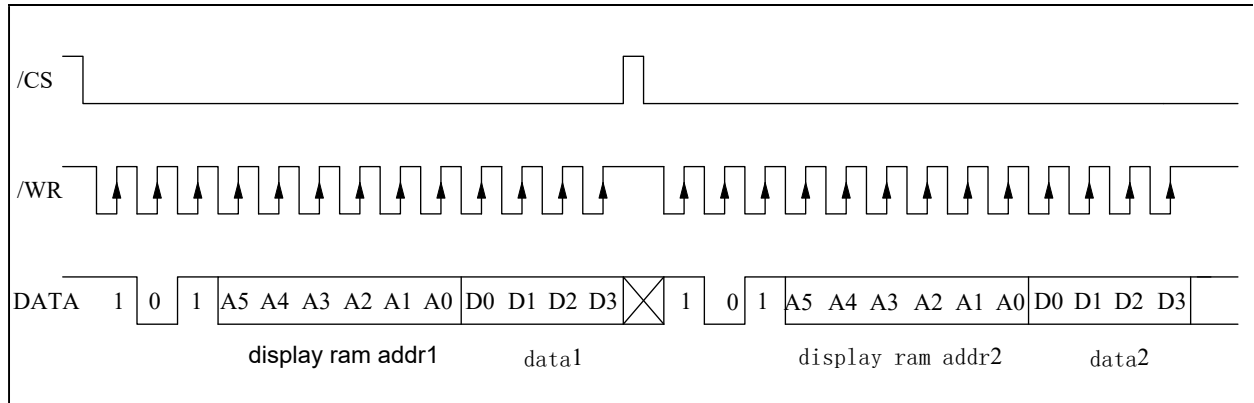 /CS
/WR
DATA 1 0 1 A5 A4 A3 A2 A1 A0 D0 D1 D2 D3 1 0 1 A5 A4 A3 A2 A1 A0 D0 D1 D2 D3
display ram addr1 data1 display ram addr2 data2